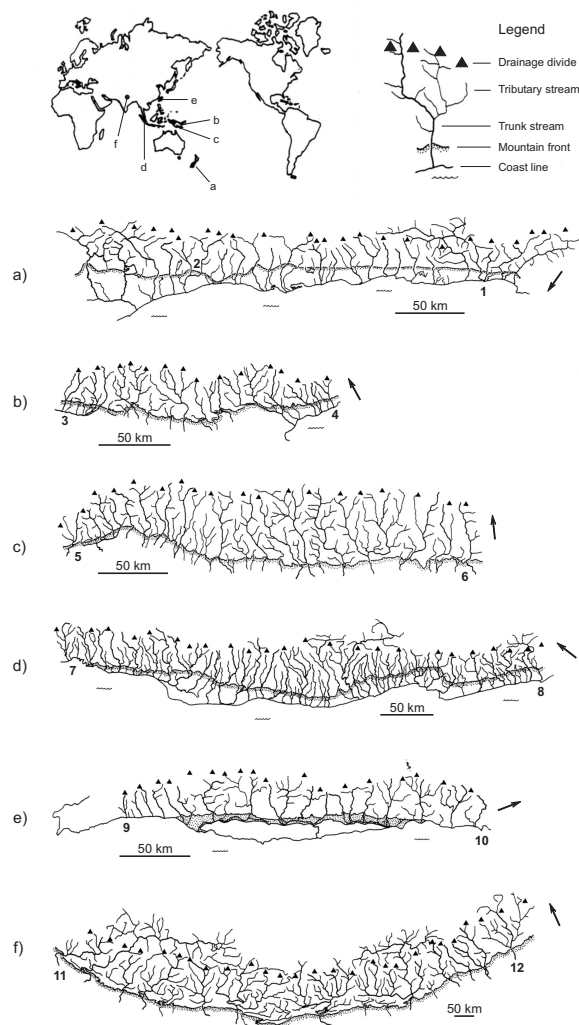 Legend
Drainage divide
Tributary stream
Trunk stream
Mountain front
Coast line
e
b
c
f
d
a
a)
2
1
50 km
b)
3
4
50 km
c)
5
6
50 km
d)
7
8
50 km
e)
9
10
50 km
f)
11
12
50 km